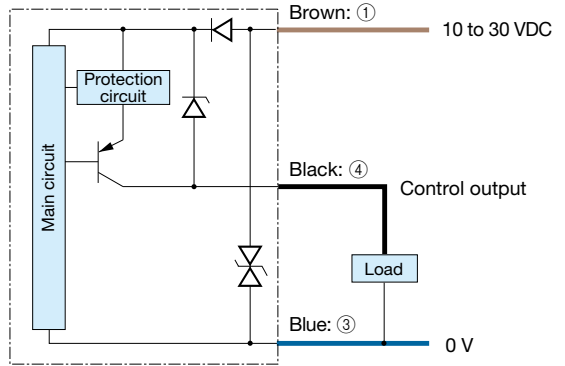 Brown: ①
10 to 30 VDC
Protection
circuit
Main circuit
Black: ④
Control output
Load
Blue: ③
0 V